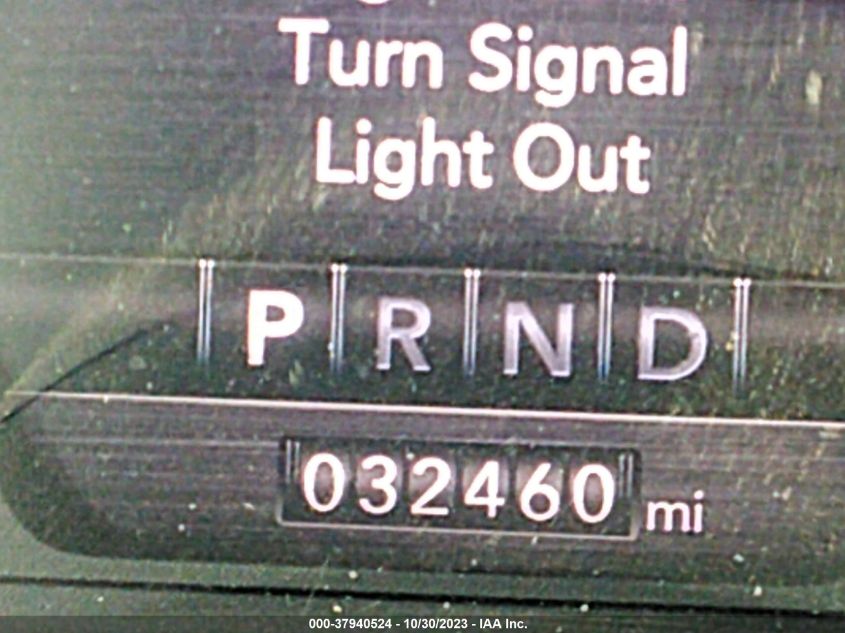 Turn Signal
Light Out
P R N D
032460 mi
000-37940524 - 10/30/2023 - IAA Inc.